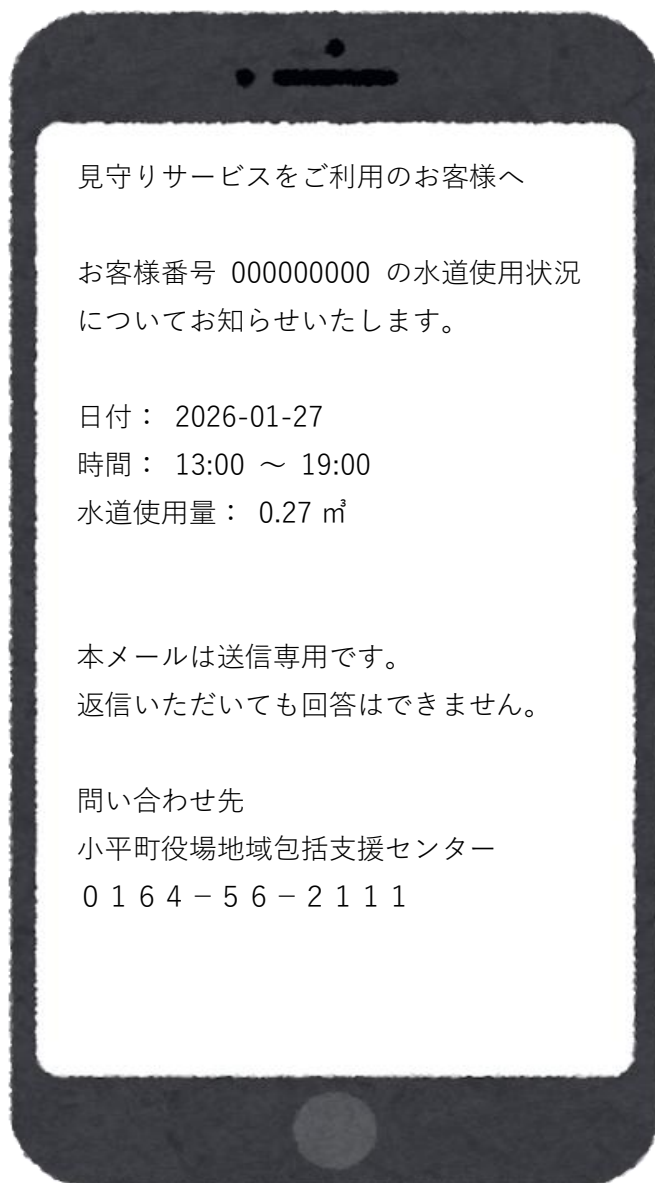 見守りサービスをご利用のお客様へ
お客様番号 000000000 の水道使用状況
についてお知らせいたします。
日付： 2026-01-27
時間： 13:00 ～ 19:00
水道使用量： 0.27 ㎥
本メールは送信専用です。
返信いただいても回答はできません。
問い合わせ先
小平町役場地域包括支援センター
０１６４－５６－２１１１